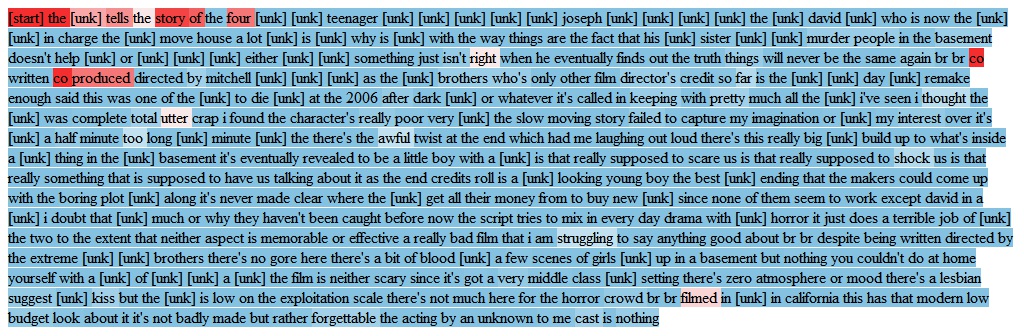 [start] the [unk] tells the story of the four [unk] [unk] teenager [unk] [unk] [unk] [unk] [unk] joseph [unk] [unk] [unk] [unk] the [unk] david [unk] who is now the [unk]
[unk] in charge the [unk] move house a lot [unk] is [unk] why is [unk] with the way things are the fact that his [unk] sister [unk] [unk] murder people in the basement
doesn't help [unk] or [unk] [unk] [unk] either [unk] [unk] something just isn't right when he eventually finds out the truth things will never be the same again br br co
written co produced directed by mitchell [unk] [unk] [unk] as the [unk] brothers who's only other film director's credit so far is the [unk] [unk] day [unk] remake
enough said this was one of the [unk] to die [unk] at the 2006 after dark [unk] or whatever it's called in keeping with pretty much all the [unk] i've seen i thought the
[unk] was complete total utter crap i found the character's really poor very [unk] the slow moving story failed to capture my imagination or [unk] my interest over it's
[unk] a half minute too long [unk] minute [unk] the there's the awful twist at the end which had me laughing out loud there's this really big [unk] build up to what's inside
a [unk] thing in the [unk] basement it's eventually revealed to be a little boy with a [unk] is that really supposed to scare us is that really supposed to shock us is that
really something that is supposed to have us talking about it as the end credits roll is a [unk] looking young boy the best [unk] ending that the makers could come up
with the boring plot [unk] along it's never made clear where the [unk] get all their money from to buy new [unk] since none of them seem to work except david in a
[unk] i doubt that [unk] much or why they haven't been caught before now the script tries to mix in every day drama with [unk] horror it just does a terrible job of [unk]
the two to the extent that neither aspect is memorable or effective a really bad film that i am struggling to say anything good about br br despite being written directed by
the extreme [unk] [unk] brothers there's no gore here there's a bit of blood [unk] a few scenes of girls [unk] up in a basement but nothing you couldn't do at home
yourself with a [unk] of [unk] [unk] a [unk] the film is neither scary since it's got a very middle class [unk] setting there's zero atmosphere or mood there's a lesbian
suggest [unk] kiss but the [unk] is low on the exploitation scale there's not much here for the horror crowd br br filmed in [unk] in california this has that modern low
budget look about it it's not badly made but rather forgettable the acting by an unknown to me cast is nothing